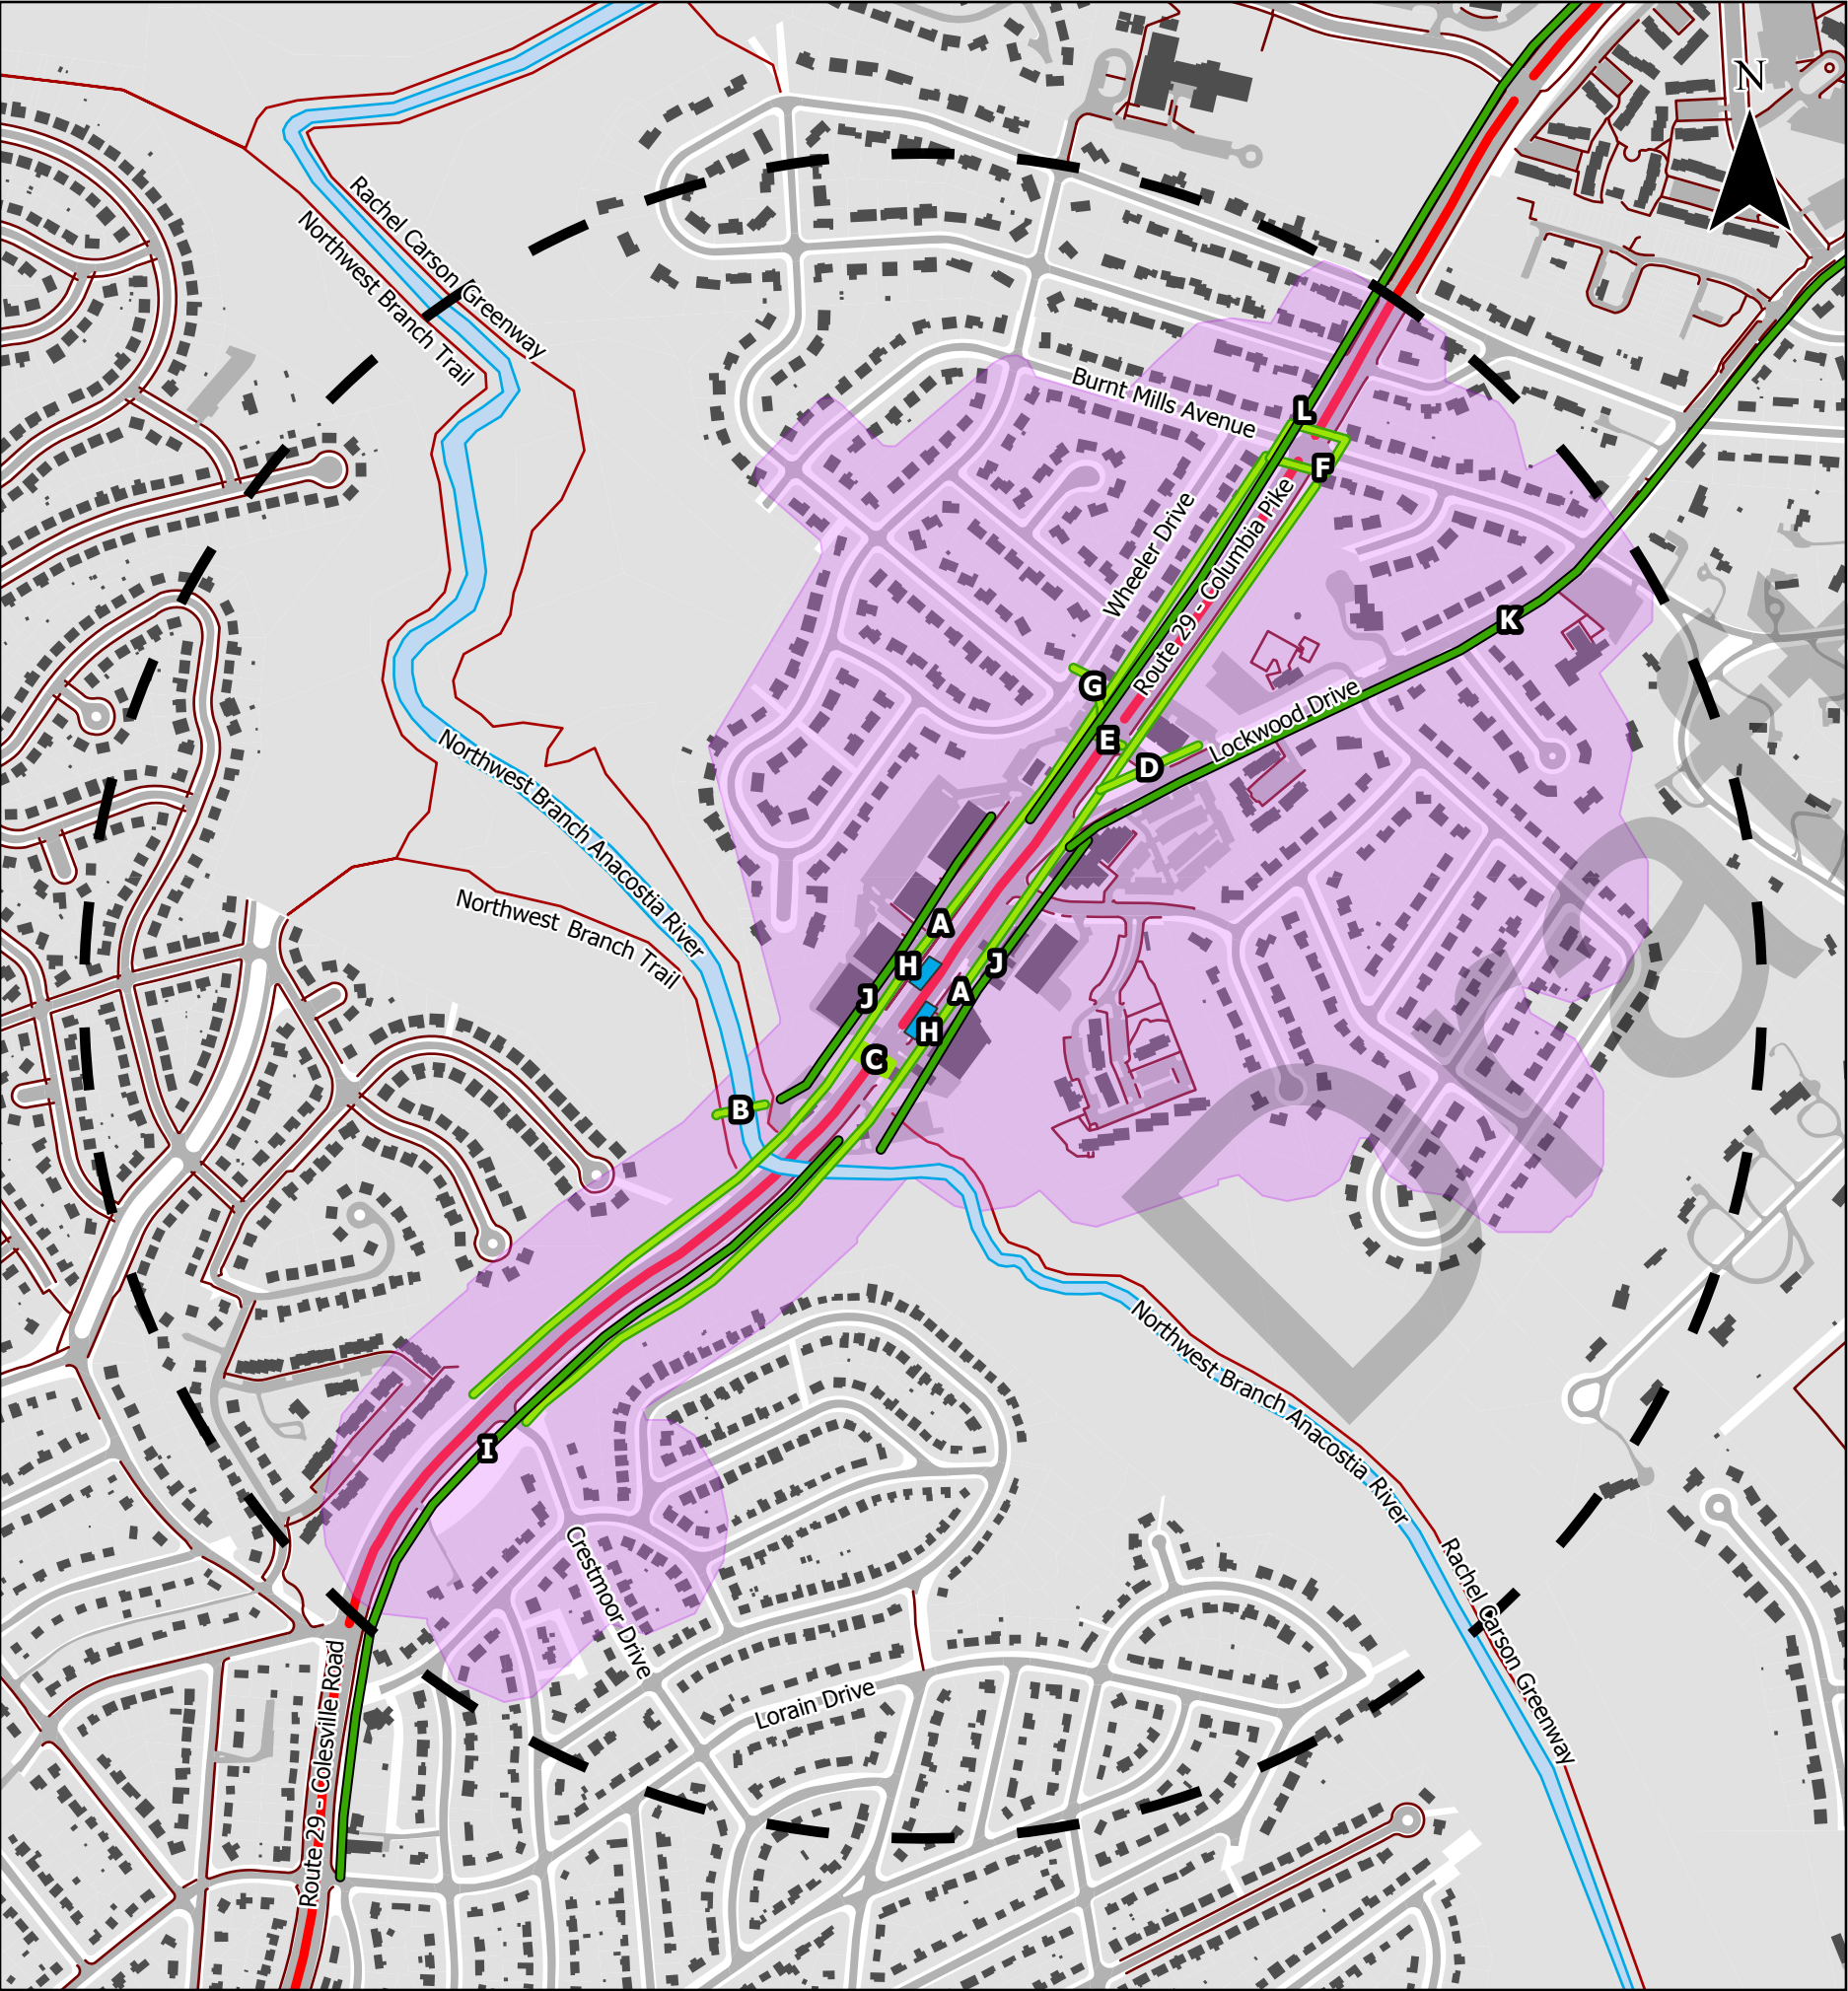 N
Rachel Carson Greenway
Northwest Branch Trail
Burnt Mills Avenue
L
F
Wheeler Drive
Route 29 - Columbia Pike
K
G
E
D
Lockwood Drive
Northwest Branch Anacostia River
Northwest Branch Trail
A
H
J
J
A
H
C
B
Northwest Branch Anacostia River
I
Crestmoor Drive
Rachel Carson Greenway
Route 29 - Colesville Road
Lorain Drive